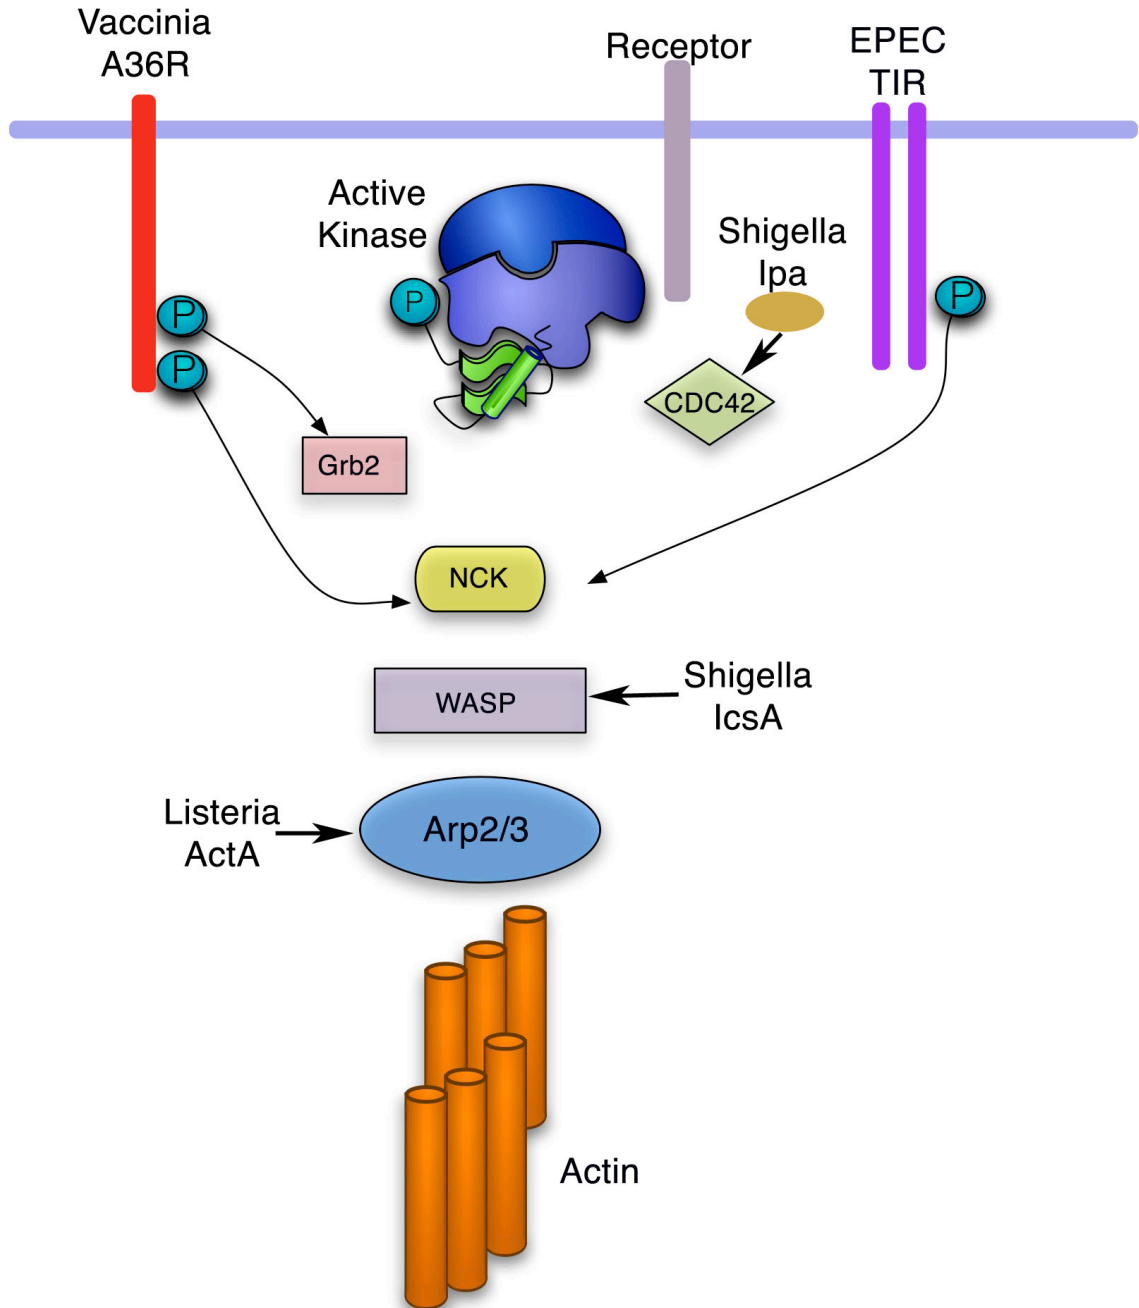 Vaccinia
A36R
Receptor
EPEC
TIR
Active
Kinase
Shigella
Ipa
P
P
P
P
CDC42
Grb2
NCK
WASP
Shigella
IcsA
Listeria
ActA
Arp2/3
Actin